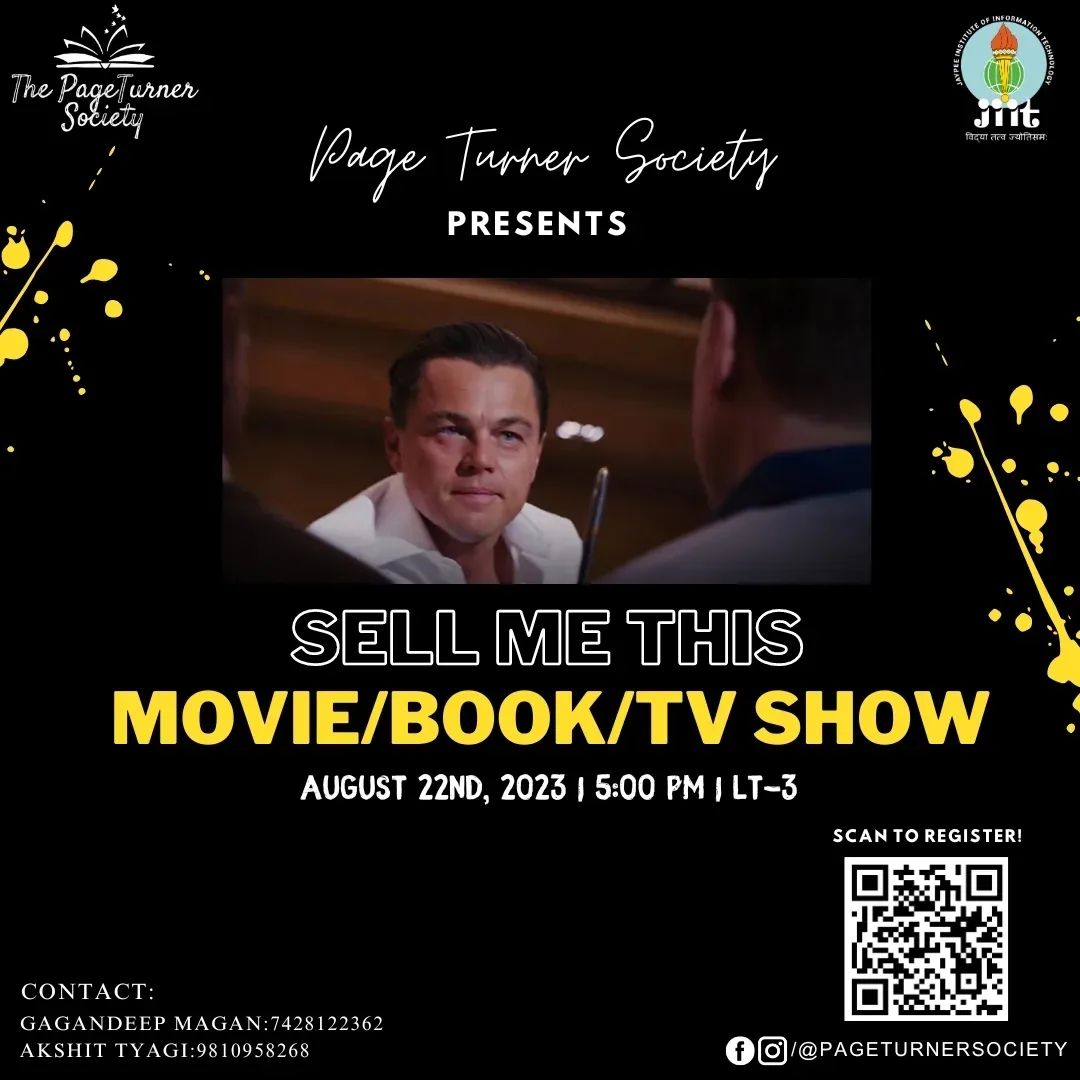 The PageTurner
Society
JAYPEE INSTITUTE OF INFORMATION TECHNOLOGY
jiit
विद्या तत्व ज्योतिसमः
Page Turner Society
PRESENTS
SELL ME THIS
MOVIE/BOOK/TV SHOW
AUGUST 22ND, 2023 | 5:00 PM | LT-3
SCAN TO REGISTER!
CONTACT:
GAGANDEEP MAGAN:7428122362
AKSHIT TYAGI:9810958268
/@PAGETURNERSOCIETY